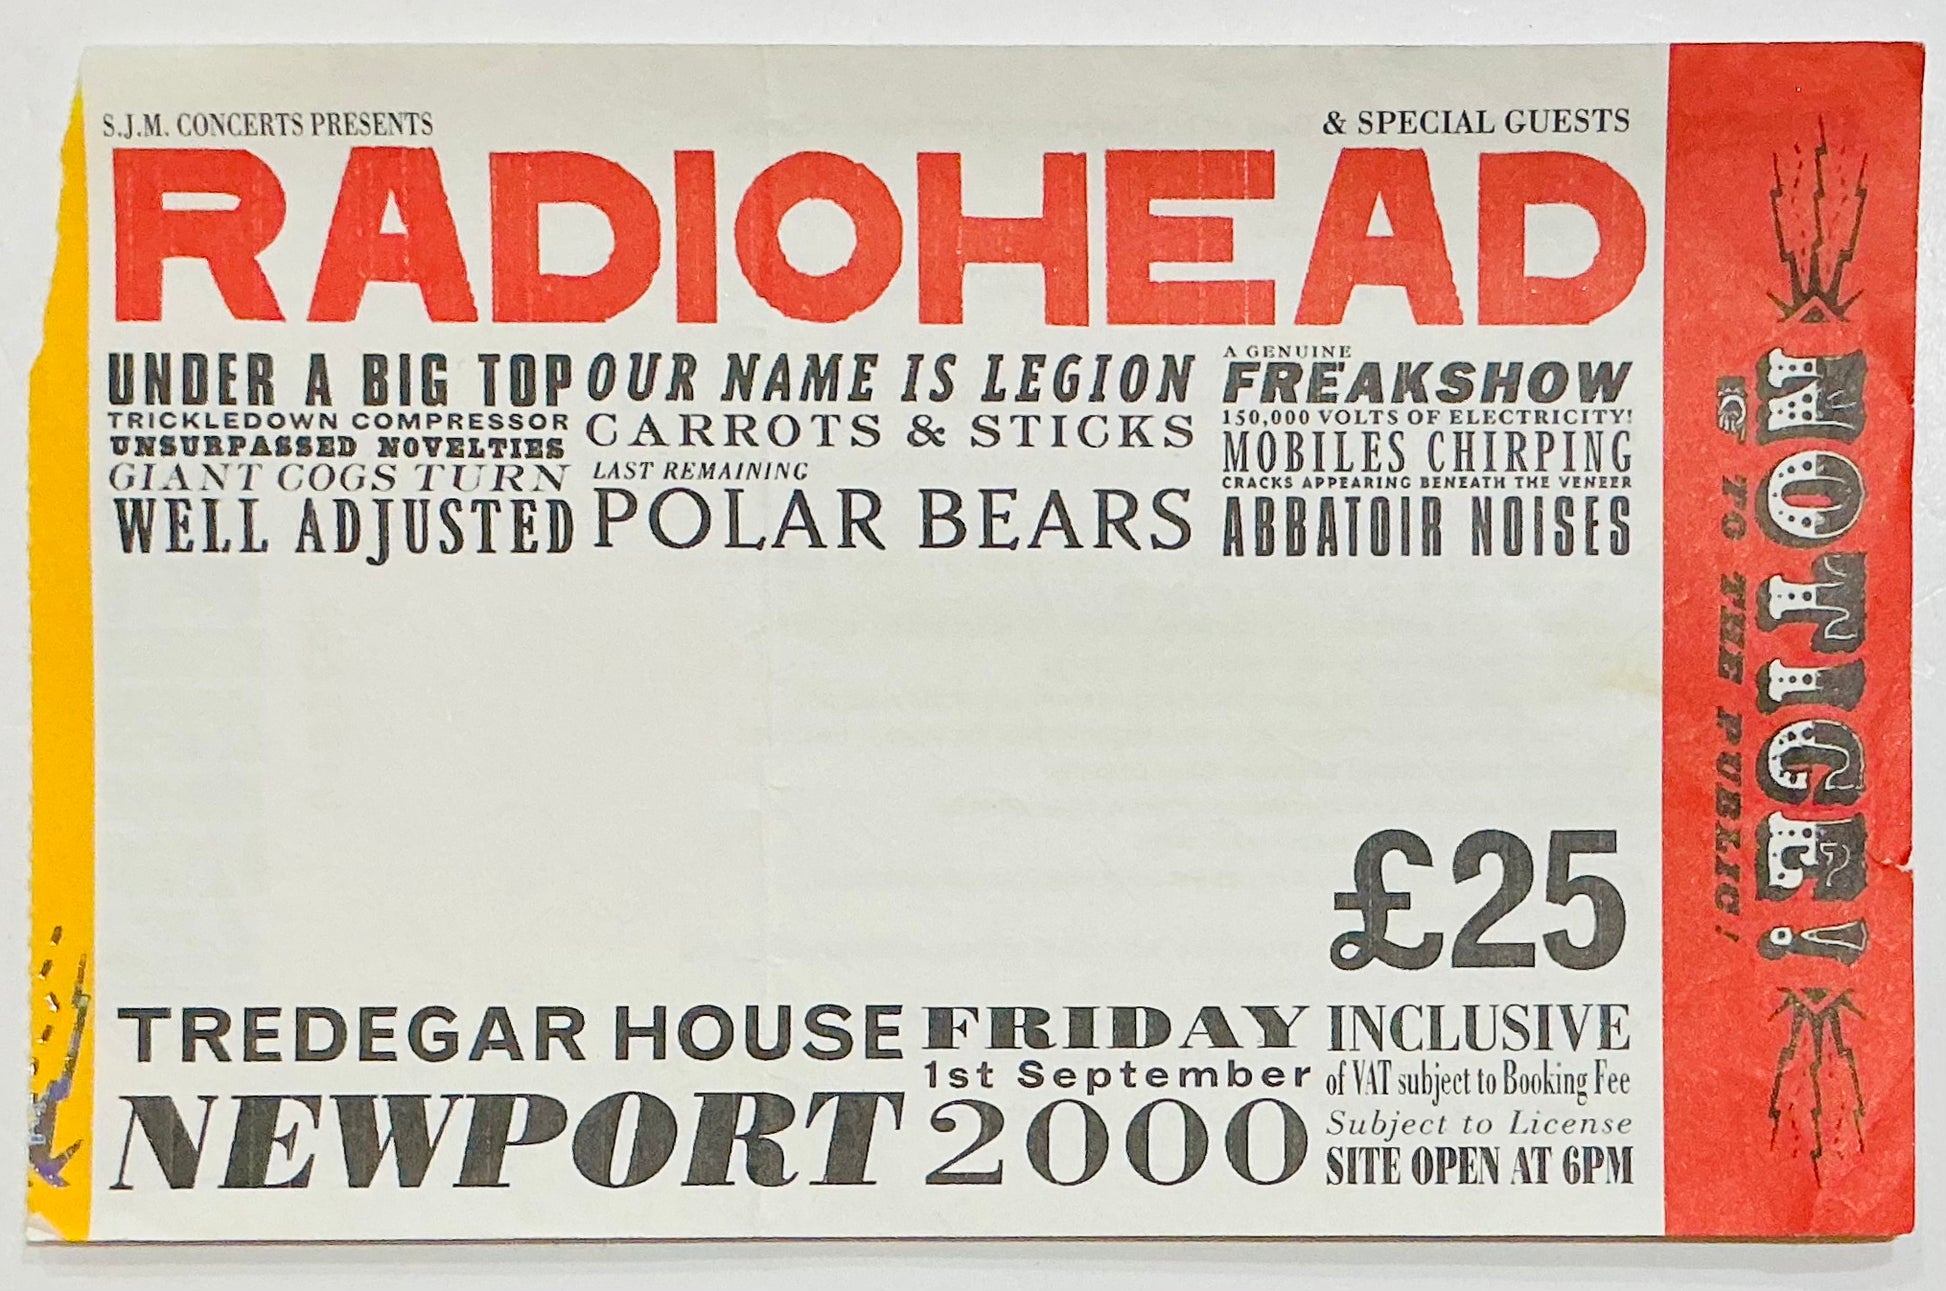 S.J.M. CONCERTS PRESENTS
& SPECIAL GUESTS
RADIOHEAD
UNDER A BIG TOP
TRICKLEDOWN COMPRESSOR
UNSURPASSED NOVELTIES
GIANT COGS TURN
WELL ADJUSTED
OUR NAME IS LEGION
CARROTS & STICKS
LAST REMAINING
POLAR BEARS
A GENUINE
FREAKSHOW
150,000 VOLTS OF ELECTRICITY!
MOBILES CHIRPING
CRACKS APPEARING BENEATH THE VENEER
ABBATOIR NOISES
£25
TREDEGAR HOUSE
NEWPORT
FRIDAY
1st September
2000
INCLUSIVE
of VAT subject to Booking Fee
Subject to License
SITE OPEN AT 6PM
NOTICE!
TO THE PUBLIC!